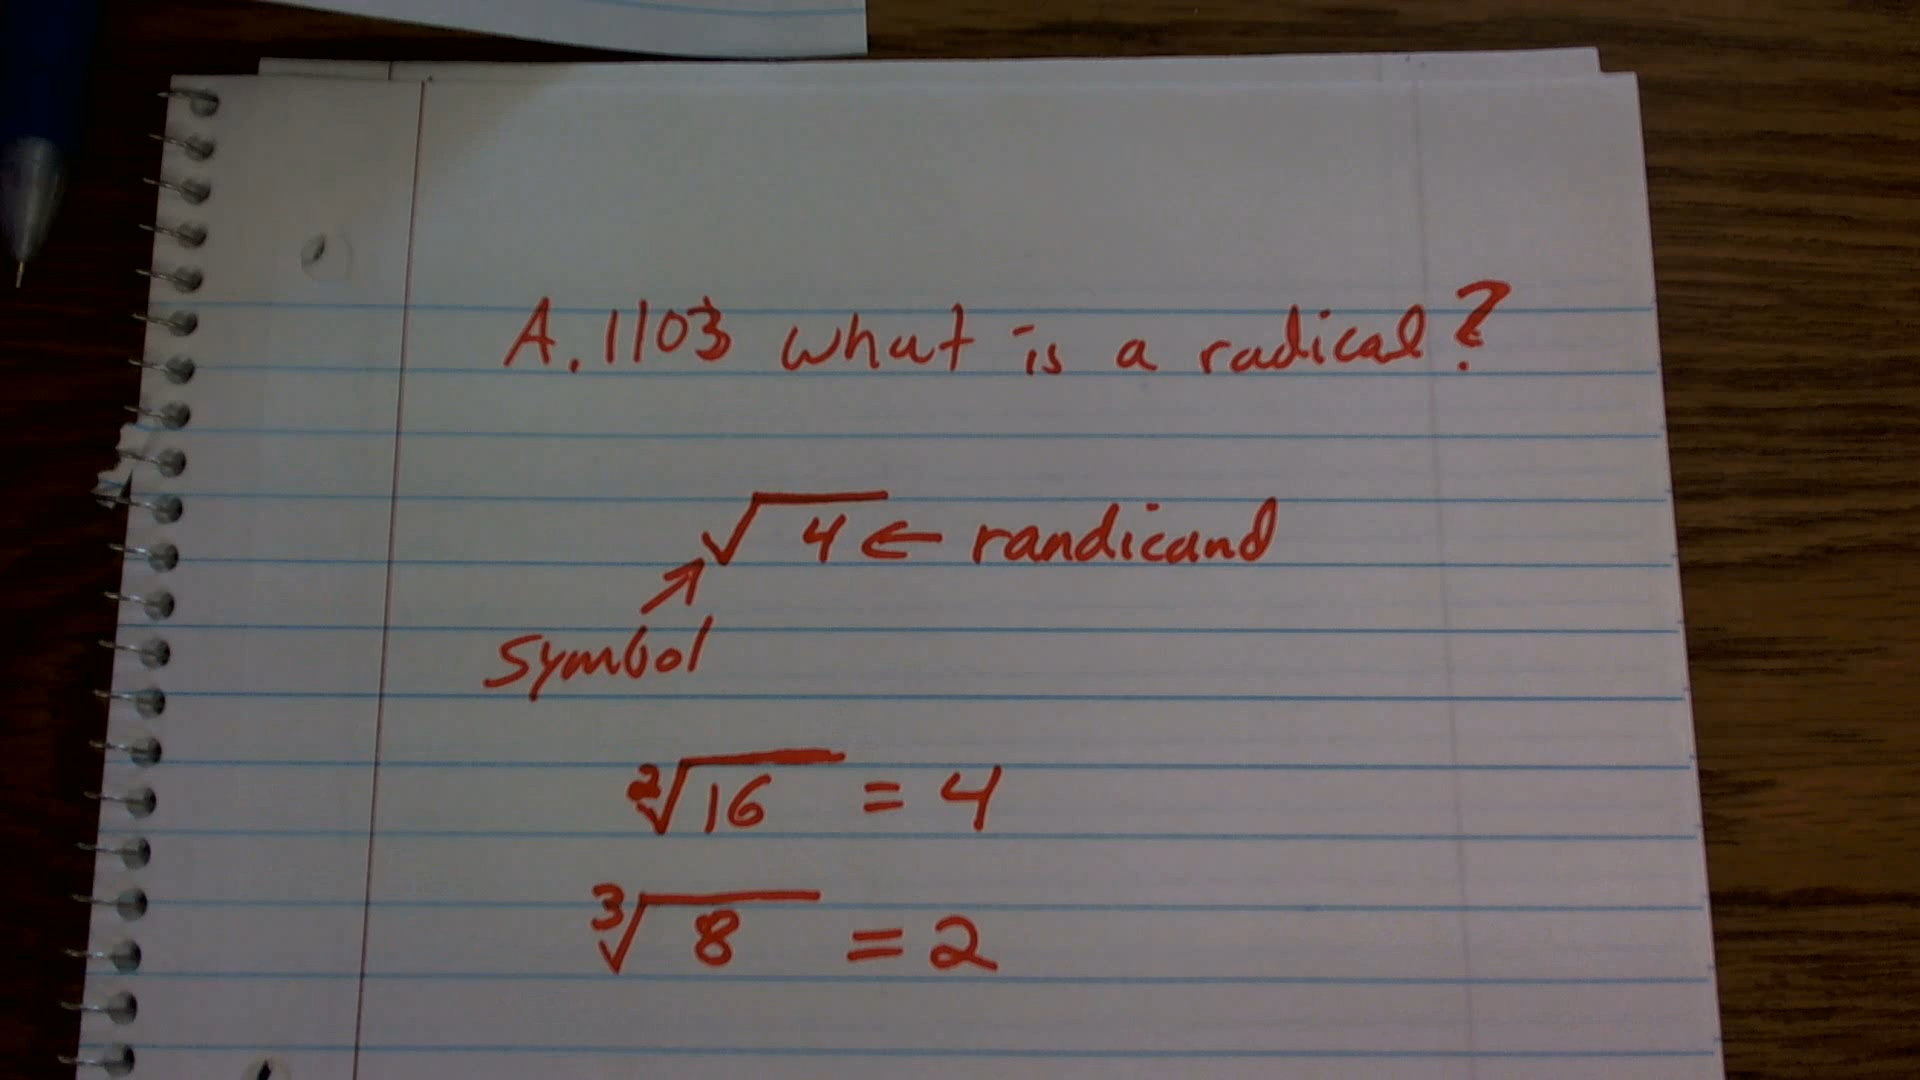 A. 1103 what is a radical?
√4 ← randicand
symbol
²√16 = 4
³√8 = 2